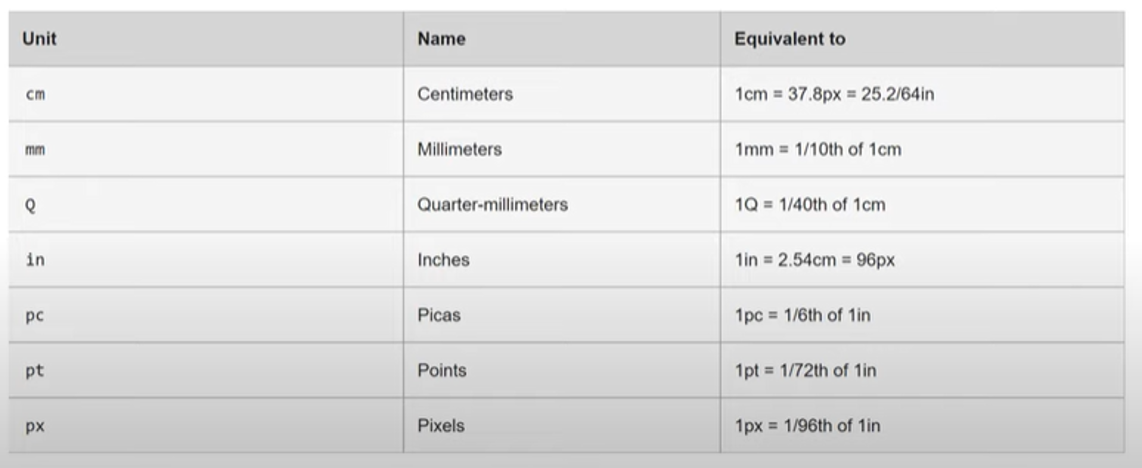 Unit Name Equivalent to
cm Centimeters 1cm = 37.8px = 25.2/64in
mm Millimeters 1mm = 1/10th of 1cm
Q Quarter-millimeters 1Q = 1/40th of 1cm
in Inches 1in = 2.54cm = 96px
pc Picas 1pc = 1/6th of 1in
pt Points 1pt = 1/72th of 1in
px Pixels 1px = 1/96th of 1in